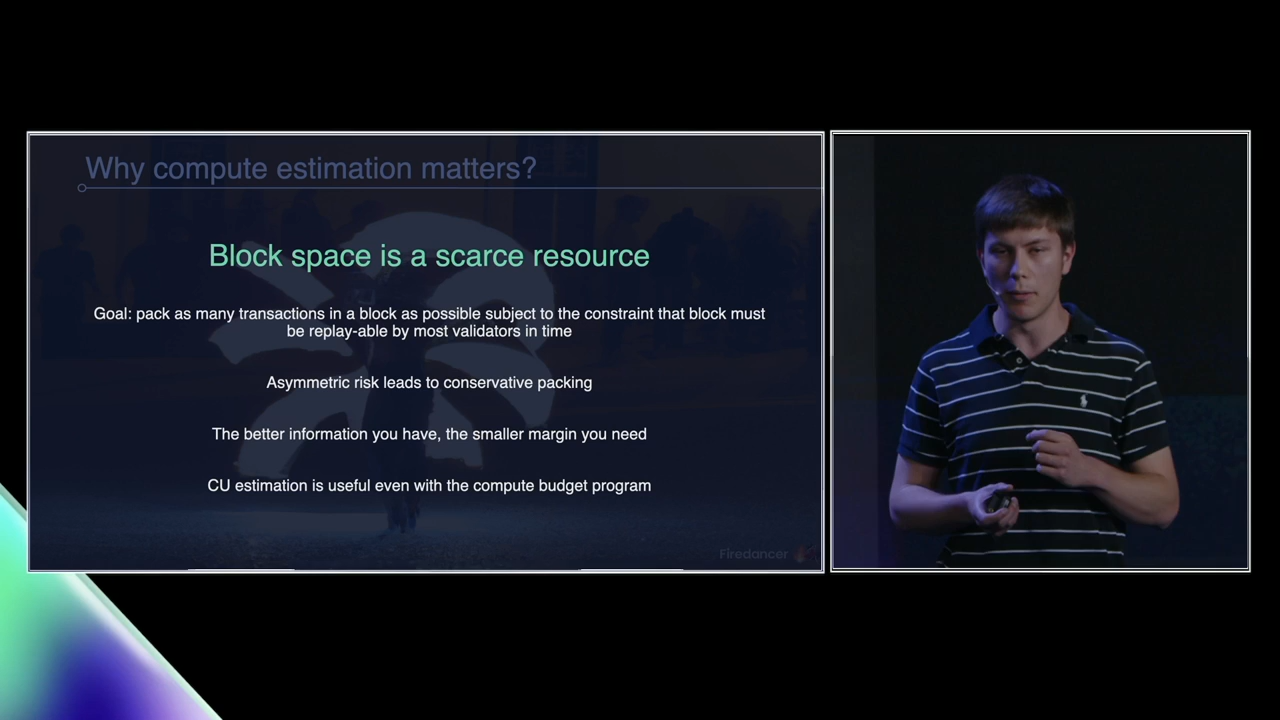 Why compute estimation matters?
Block space is a scarce resource
Goal: pack as many transactions in a block as possible subject to the constraint that block must
be replay-able by most validators in time
Asymmetric risk leads to conservative packing
The better information you have, the smaller margin you need
CU estimation is useful even with the compute budget program
Firedancer